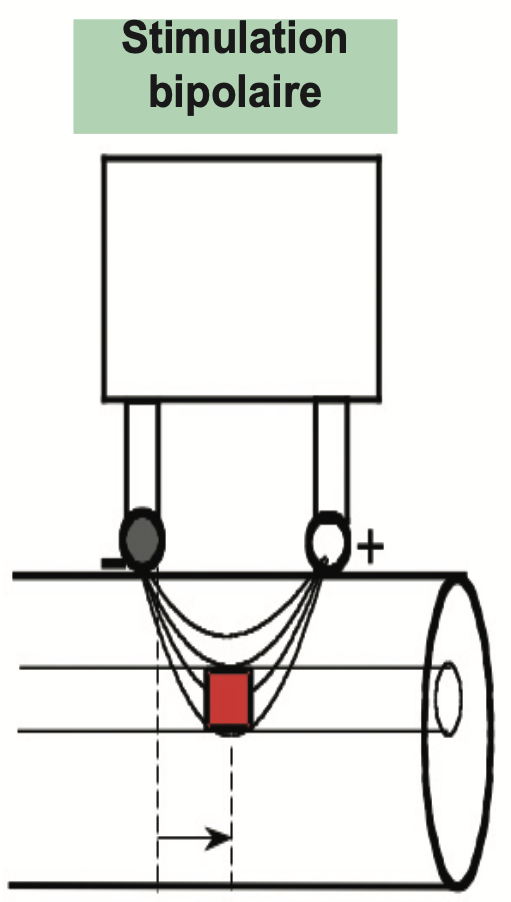 Stimulation
bipolaire
- +